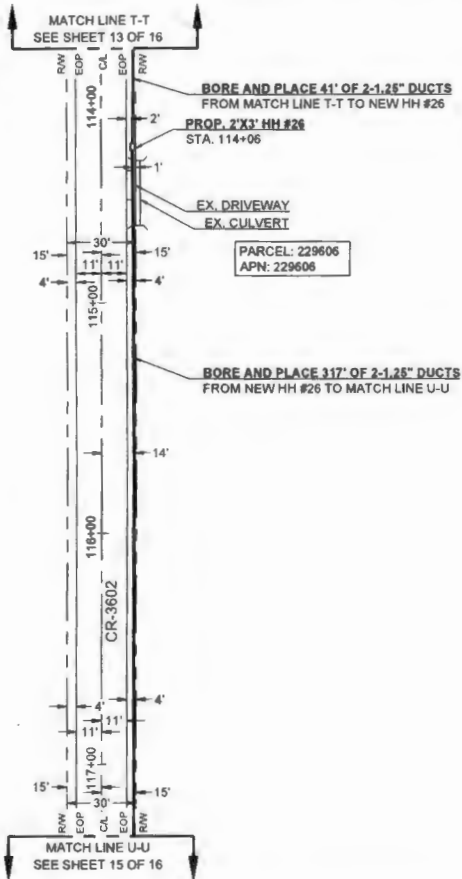 MATCH LINE T-T
SEE SHEET 13 OF 16
R/W
EOP
C/L
EOP
R/W
114+00
BORE AND PLACE 41' OF 2-1.25" DUCTS
FROM MATCH LINE T-T TO NEW HH #26
2'
PROP. 2'X3' HH #26
STA. 114+06
1'
EX. DRIVEWAY
EX. CULVERT
30'
15'
15'
11'
11'
4'
4'
PARCEL: 229606
APN: 229606
115+00
BORE AND PLACE 317' OF 2-1.25" DUCTS
FROM NEW HH #26 TO MATCH LINE U-U
14'
116+00
CR-3602
4'
4'
11'
11'
117+00
15'
15'
30'
R/W
EOP
C/L
EOP
R/W
MATCH LINE U-U
SEE SHEET 15 OF 16